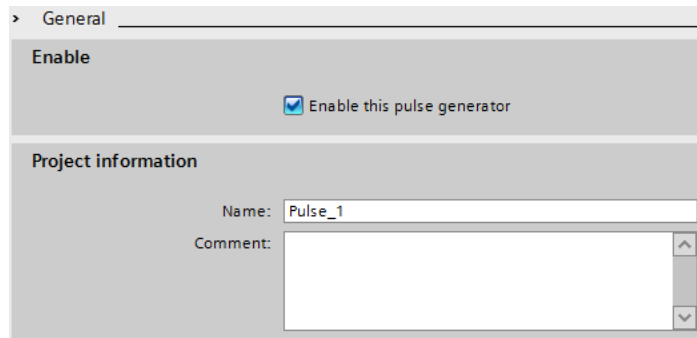 General
Enable
Enable this pulse generator
Project information
Name: Pulse_1
Comment: